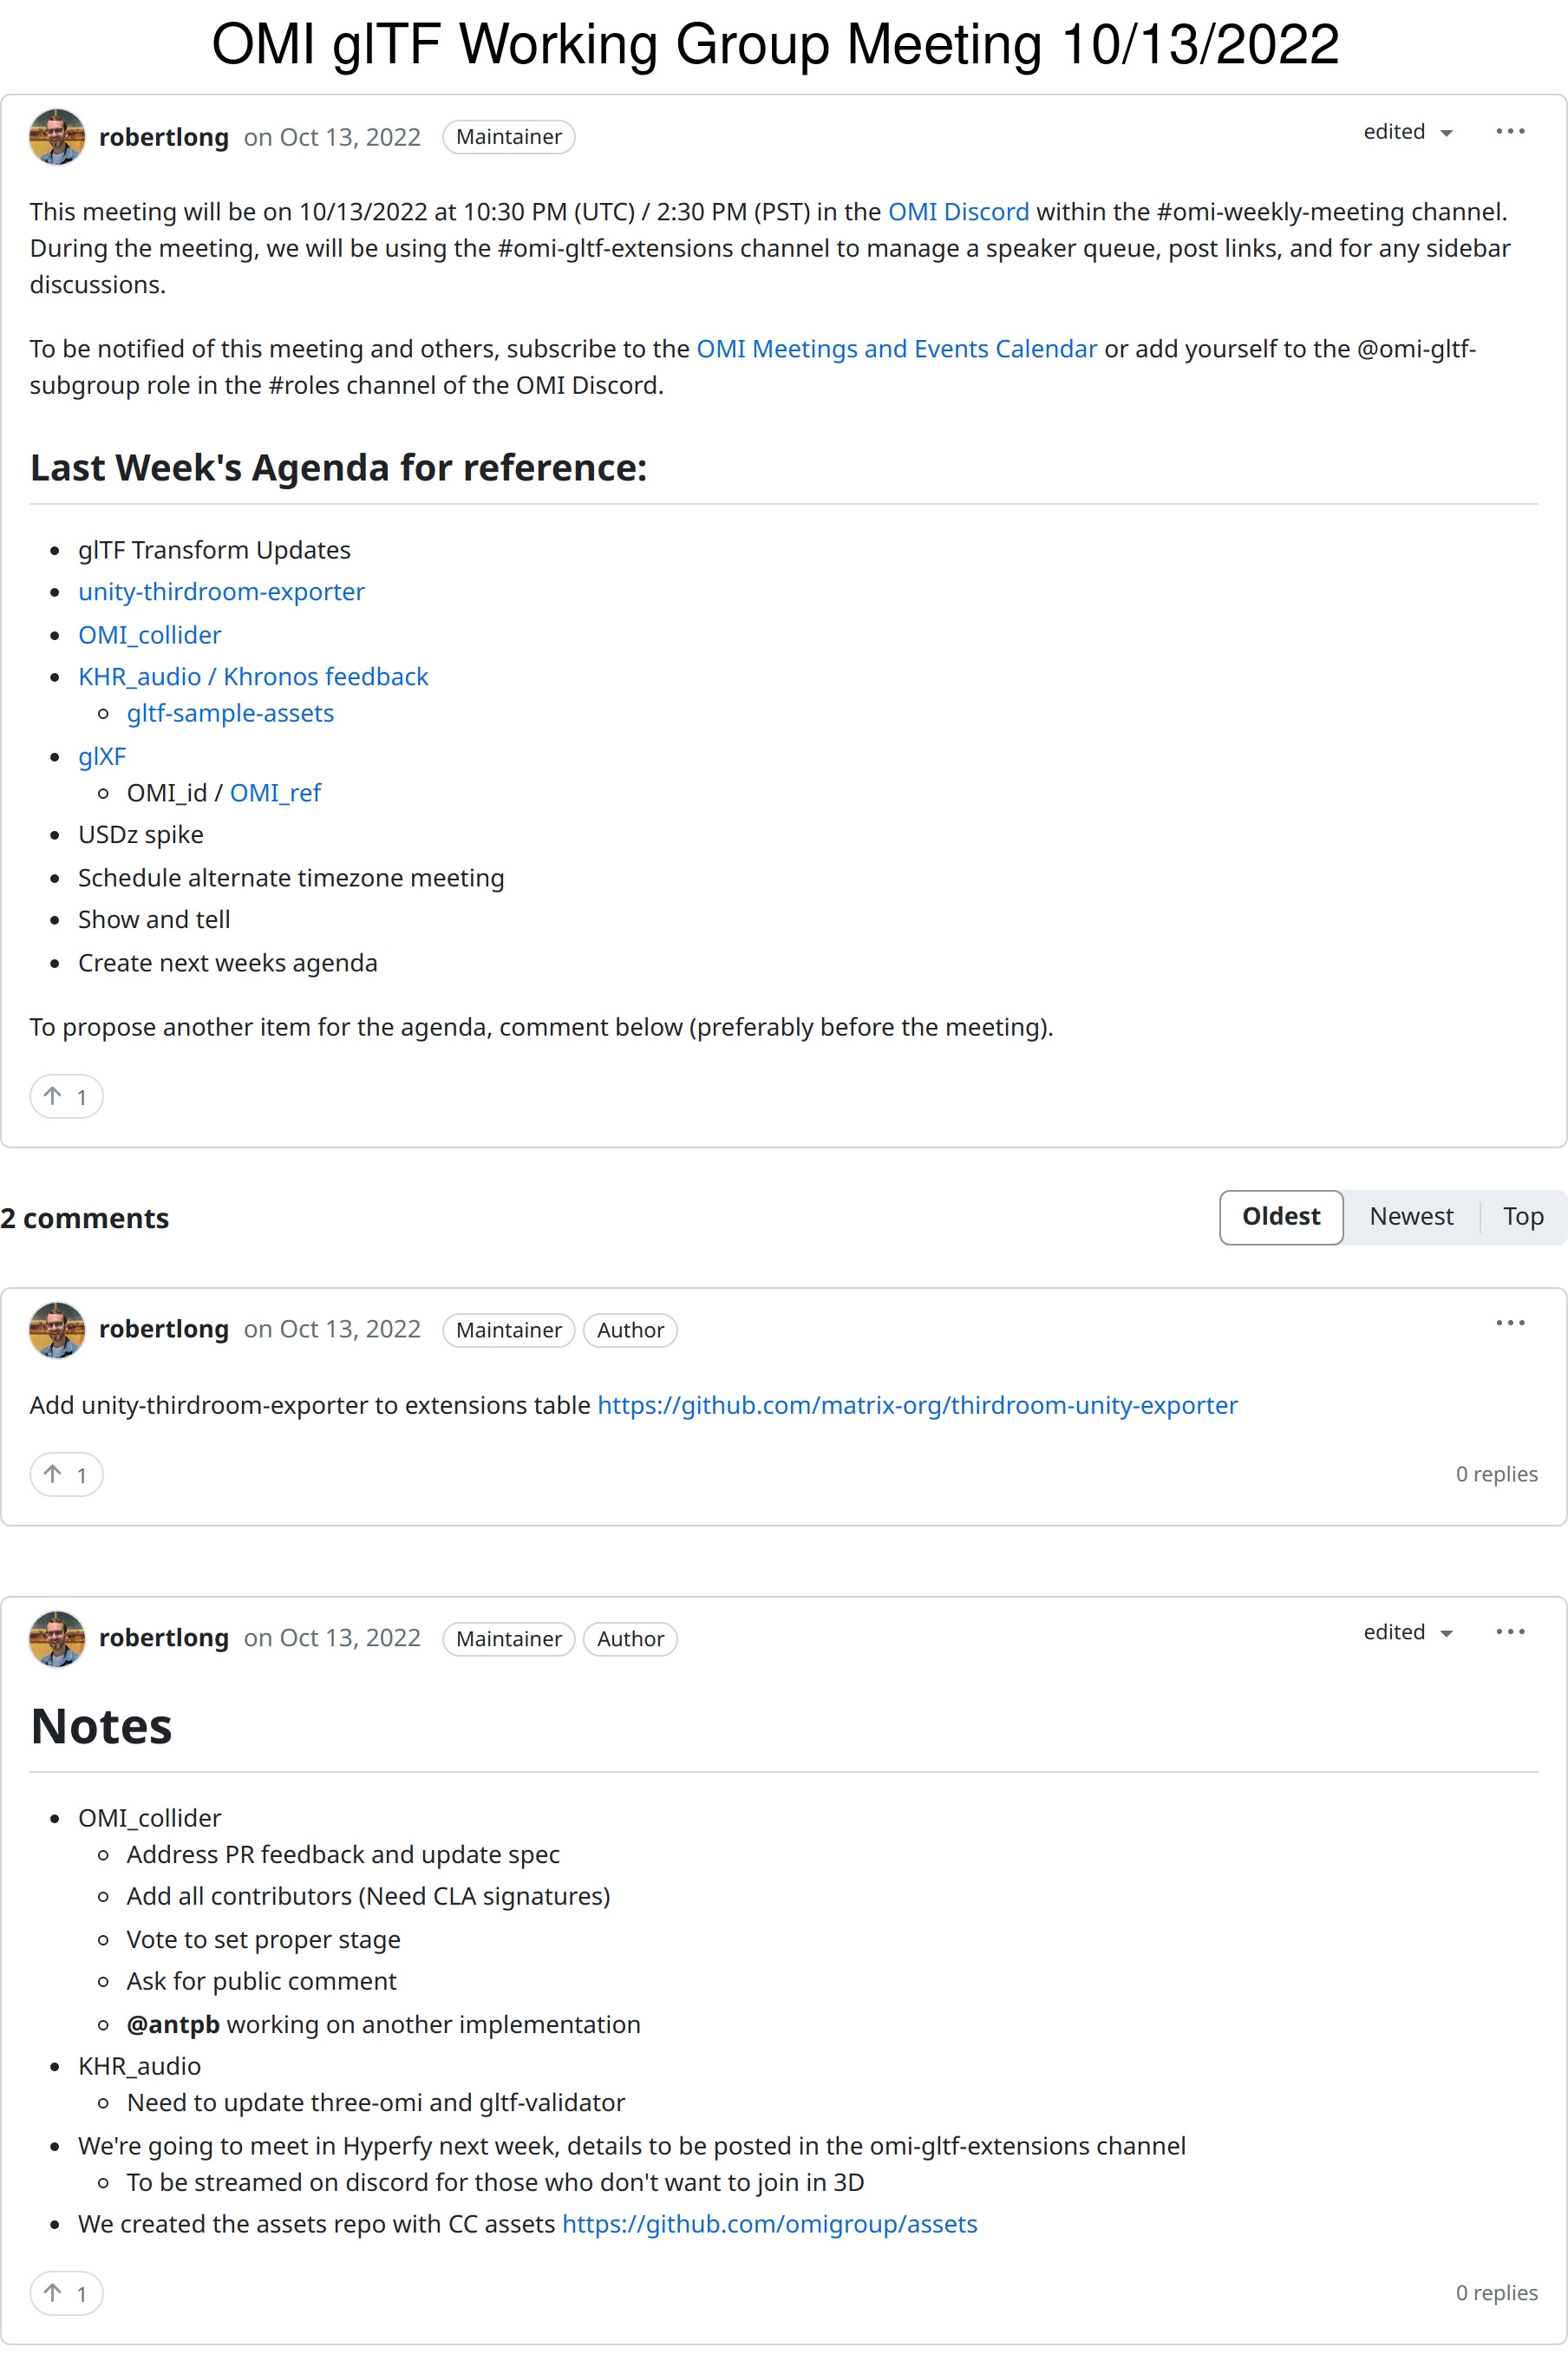 OMI glTF Working Group Meeting 10/13/2022
robertlong on Oct 13, 2022 Maintainer edited
This meeting will be on 10/13/2022 at 10:30 PM (UTC) / 2:30 PM (PST) in the OMI Discord within the #omi-weekly-meeting channel.
During the meeting, we will be using the #omi-gltf-extensions channel to manage a speaker queue, post links, and for any sidebar
discussions.
To be notified of this meeting and others, subscribe to the OMI Meetings and Events Calendar or add yourself to the @omi-gltf-
subgroup role in the #roles channel of the OMI Discord.
Last Week's Agenda for reference:
glTF Transform Updates
unity-thirdroom-exporter
OMI_collider
KHR_audio / Khronos feedback
gltf-sample-assets
glXF
OMI_id / OMI_ref
USDz spike
Schedule alternate timezone meeting
Show and tell
Create next weeks agenda
To propose another item for the agenda, comment below (preferably before the meeting).
1
2 comments Oldest Newest Top
robertlong on Oct 13, 2022 Maintainer Author
Add unity-thirdroom-exporter to extensions table https://github.com/matrix-org/thirdroom-unity-exporter
1 0 replies
robertlong on Oct 13, 2022 Maintainer Author edited
Notes
OMI_collider
Address PR feedback and update spec
Add all contributors (Need CLA signatures)
Vote to set proper stage
Ask for public comment
@antpb working on another implementation
KHR_audio
Need to update three-omi and gltf-validator
We're going to meet in Hyperfy next week, details to be posted in the omi-gltf-extensions channel
To be streamed on discord for those who don't want to join in 3D
We created the assets repo with CC assets https://github.com/omigroup/assets
1 0 replies